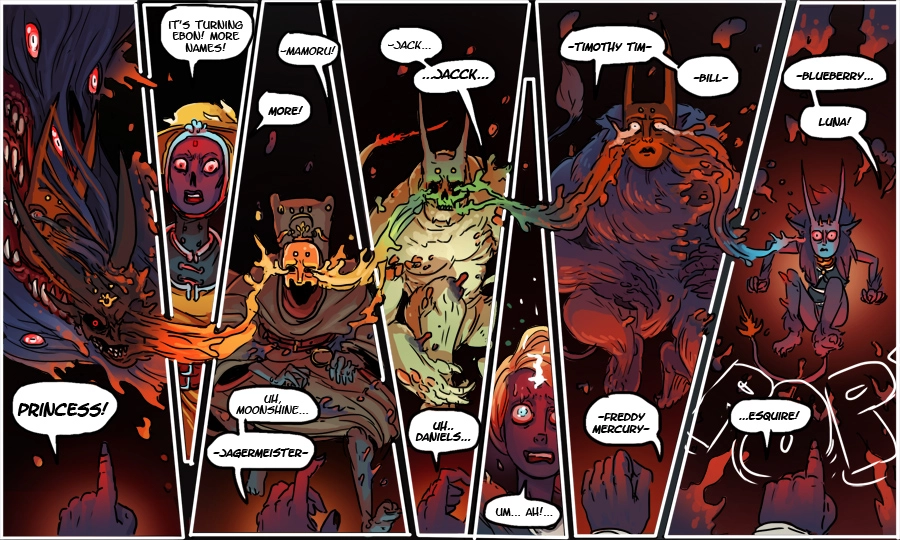 IT'S TURNING
EBON! MORE
NAMES!
PRINCESS!
-MAMORU!
MORE!
UH,
MOONSHINE...
-JAGERMEISTER-
-JACK...
...JACCK...
UH..
DANIELS...
UM... AH!...
-TIMOTHY TIM-
-BILL-
-FREDDY
MERCURY-
-BLUEBERRY...
LUNA!
...ESQUIRE!
POB